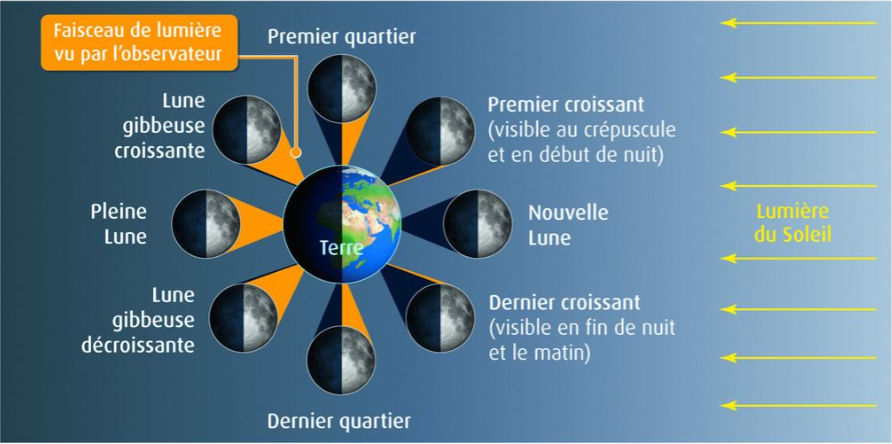 Faisceau de lumière
vu par l'observateur
Premier quartier
Lune
gibbeuse
croissante
Premier croissant
(visible au crépuscule
et en début de nuit)
Pleine
Lune
Terre
Nouvelle
Lune
Lumière
du Soleil
Lune
gibbeuse
décroissante
Dernier croissant
(visible en fin de nuit
et le matin)
Dernier quartier